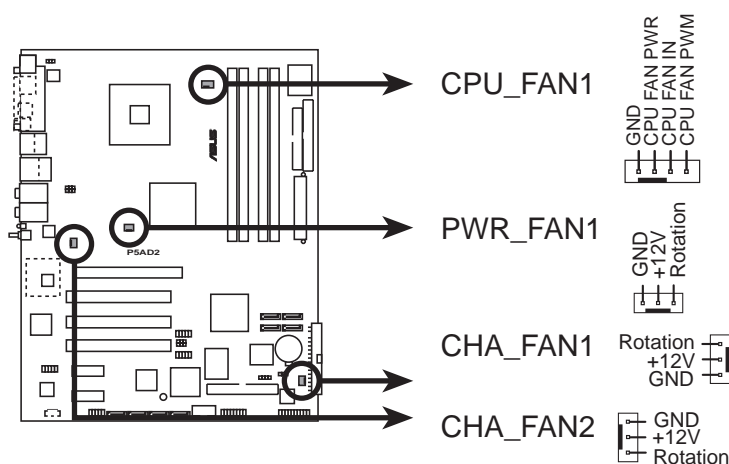 CPU_FAN1
GND
CPU FAN PWR
CPU FAN IN
CPU FAN PWM
ASUS
PWR_FAN1
GND
+12V
Rotation
P5AD2
CHA_FAN1
Rotation
+12V
GND
CHA_FAN2
GND
+12V
Rotation